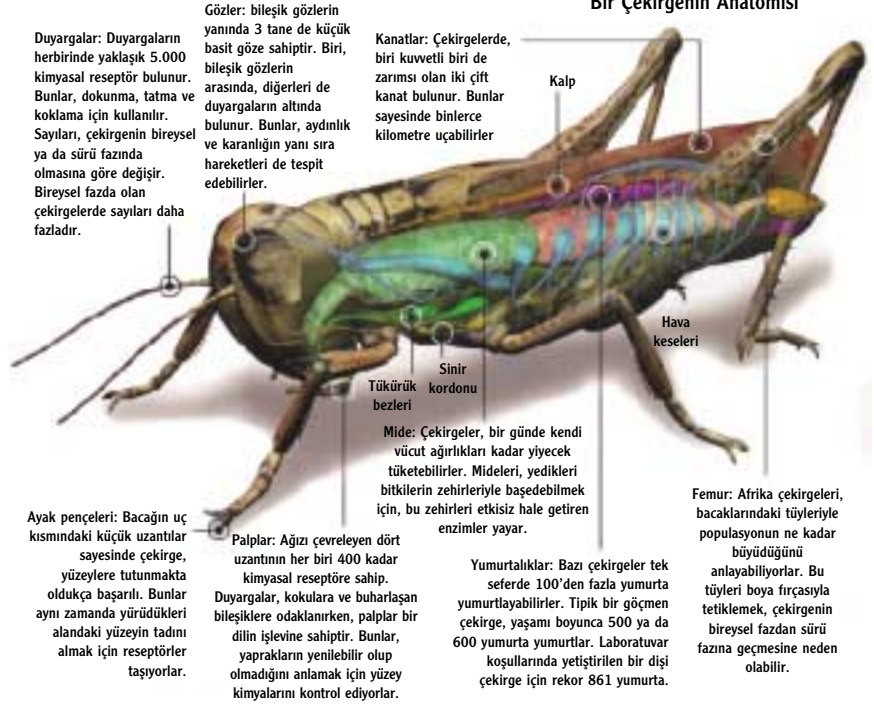 Bir Çekirgenin Anatomisi
Duyargalar: Duyargaların
herbirinde yaklaşık 5.000
kimyasal reseptör bulunur.
Bunlar, dokunma, tatma ve
koklama için kullanılır.
Sayıları, çekirgenin bireysel
ya da sürü fazında
olmasına göre değişir.
Bireysel fazda olan
çekirgelerde sayıları daha
fazladır.
Gözler: bileşik gözlerin
yanında 3 tane de küçük
basit göze sahiptir. Biri,
bileşik gözlerin
arasında, diğerleri de
duyargaların altında
bulunur. Bunlar, aydınlık
ve karanlığın yanı sıra
hareketleri de tespit
edebilirler.
Kanatlar: Çekirgelerde,
biri kuvvetli biri de
zarımsı olan iki çift
kanat bulunur. Bunlar
sayesinde binlerce
kilometre uçabilirler
Kalp
Hava
keseleri
Sinir
kordonu
Tükürük
bezleri
Mide: Çekirgeler, bir günde kendi
vücut ağırlıkları kadar yiyecek
tüketebilirler. Mideleri, yedikleri
bitkilerin zehirleriyle başedebilmek
için, bu zehirleri etkisiz hale getiren
enzimler yayar.
Ayak pençeleri: Bacağın uç
kısmındaki küçük uzantılar
sayesinde çekirge,
yüzeylere tutunmakta
oldukça başarılı. Bunlar
aynı zamanda yürüdükleri
alandaki yüzeyin tadını
almak için reseptörler
taşıyorlar.
Palplar: Ağızı çevreleyen dört
uzantının her biri 400 kadar
kimyasal reseptöre sahip.
Duyargalar, kokulara ve buharlaşan
bileşiklere odaklanırken, palplar bir
dilin işlevine sahiptir. Bunlar,
yaprakların yenilebilir olup
olmadığını anlamak için yüzey
kimyalarını kontrol ediyorlar.
Yumurtalıklar: Bazı çekirgeler tek
seferde 100'den fazla yumurta
yumurtlayabilirler. Tipik bir göçmen
çekirge, yaşamı boyunca 500 ya da
600 yumurta yumurtlar. Laboratuvar
koşullarında yetiştirilen bir dişi
çekirge için rekor 861 yumurta.
Femur: Afrika çekirgeleri,
bacaklarındaki tüyleriyle
populasyonun ne kadar
büyüdüğünü
anlayabiliyorlar. Bu
tüyleri boya fırçasıyla
tetiklemek, çekirgenin
bireysel fazdan sürü
fazına geçmesine neden
olabilir.